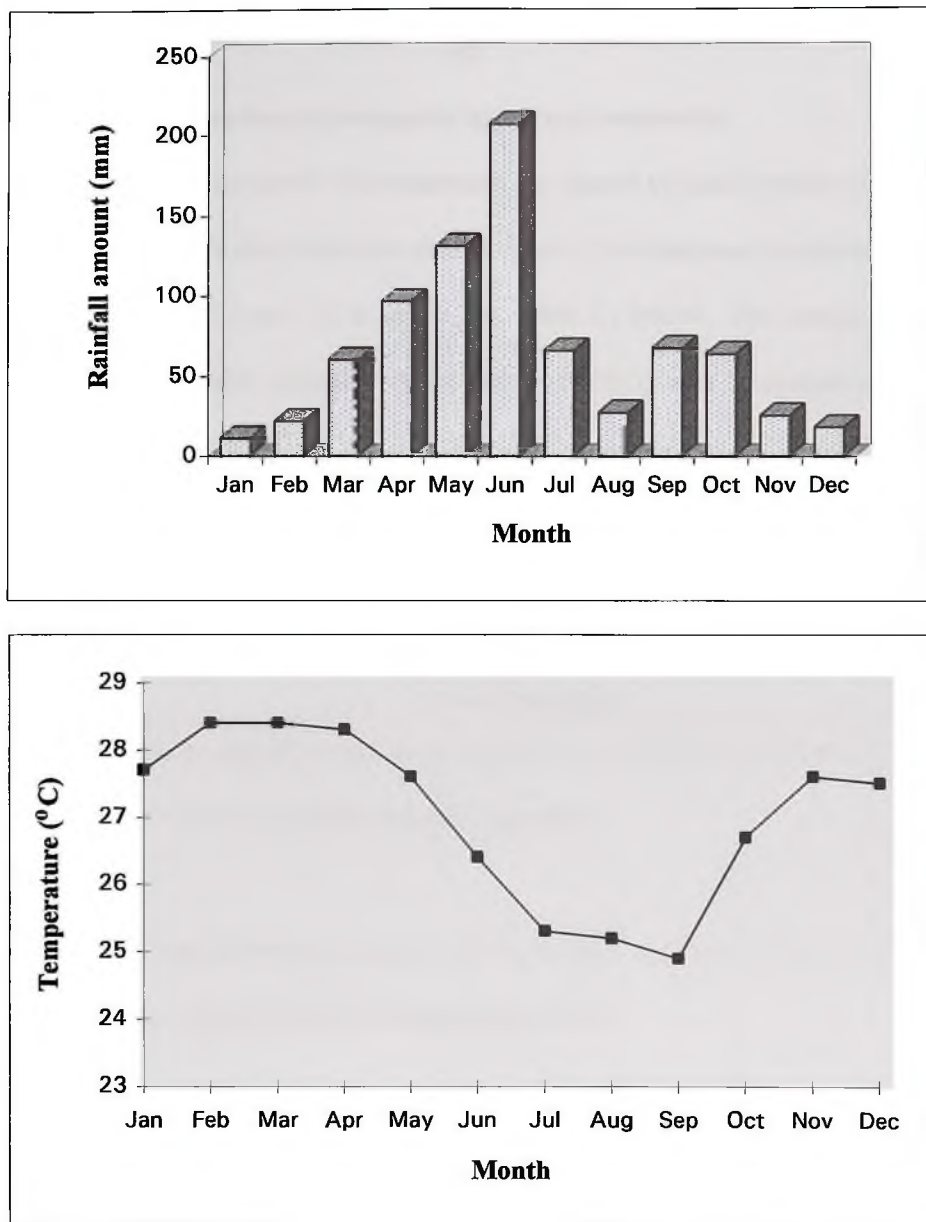 250
200
150
100
50
0
Rainfall amount (mm)
Jan Feb Mar Apr May Jun Jul Aug Sep Oct Nov Dec
Month
29
28
27
26
25
24
23
Temperature (⁰C)
Jan Feb Mar Apr May Jun Jul Aug Sep Oct Nov Dec
Month